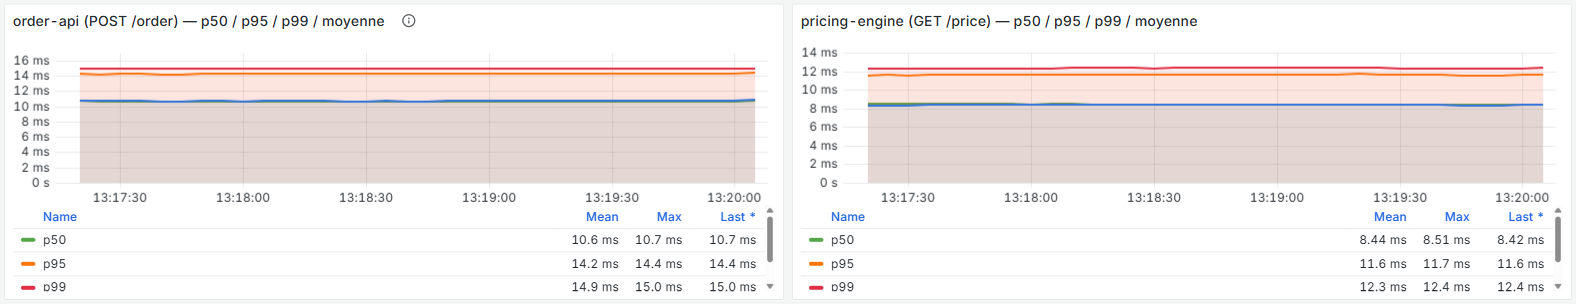 order-api (POST /order) — p50 / p95 / p99 / moyenne
16 ms
14 ms
12 ms
10 ms
8 ms
6 ms
4 ms
2 ms
0 s
13:17:30 13:18:00 13:18:30 13:19:00 13:19:30 13:20:00
Name Mean Max Last *
p50 10.6 ms 10.7 ms 10.7 ms
p95 14.2 ms 14.4 ms 14.4 ms
p99 14.9 ms 15.0 ms 15.0 ms
pricing-engine (GET /price) — p50 / p95 / p99 / moyenne
14 ms
12 ms
10 ms
8 ms
6 ms
4 ms
2 ms
0 s
13:17:30 13:18:00 13:18:30 13:19:00 13:19:30 13:20:00
Name Mean Max Last *
p50 8.44 ms 8.51 ms 8.42 ms
p95 11.6 ms 11.7 ms 11.6 ms
p99 12.3 ms 12.4 ms 12.4 ms